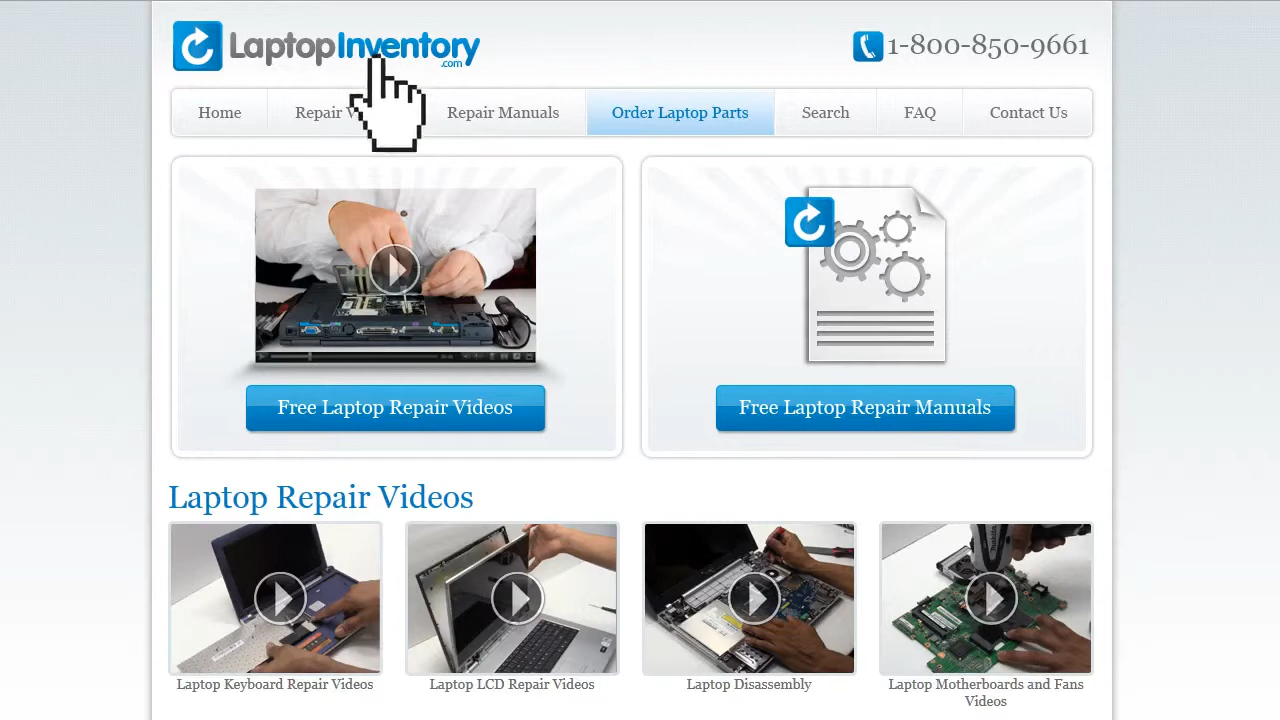 LaptopInventory
.com
1-800-850-9661
Home
Repair V
Repair Manuals
Order Laptop Parts
Search
FAQ
Contact Us
Free Laptop Repair Videos
Free Laptop Repair Manuals
Laptop Repair Videos
Laptop Keyboard Repair Videos
Laptop LCD Repair Videos
Laptop Disassembly
Laptop Motherboards and Fans
Videos